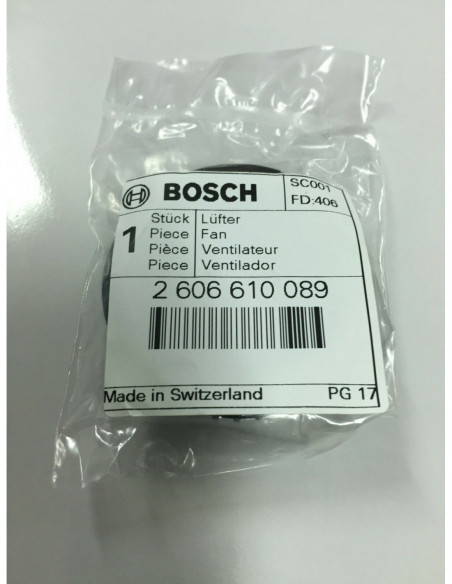 BOSCH
SC001
FD:406
1
Stück Lüfter
Piece Fan
Pièce Ventilateur
Piece Ventilador
2 606 610 089
Made in Switzerland PG 17